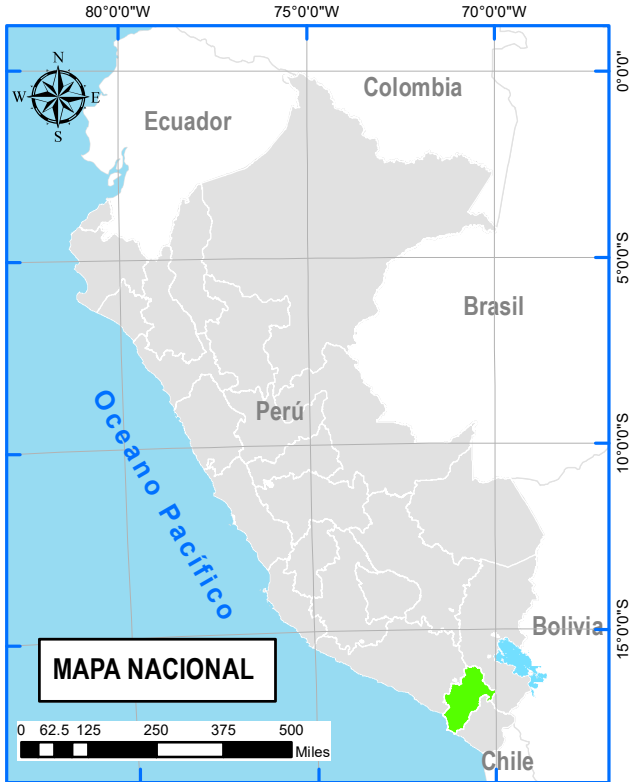 80°0'0"W 75°0'0"W 70°0'0"W
N
W E
S
0°0'0"
5°0'0"S
10°0'0"S
15°0'0"S
Colombia
Ecuador
Brasil
Perú
Oceano Pacífico
Bolivia
MAPA NACIONAL
0 62.5 125 250 375 500
Miles
Chile